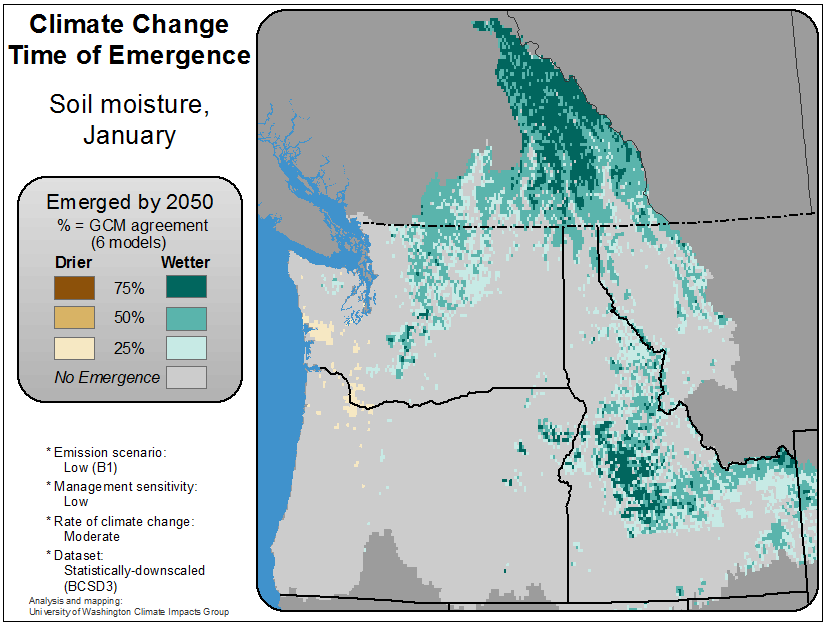 Climate Change
Time of Emergence
Soil moisture,
January
Emerged by 2050
% = GCM agreement
(6 models)
Drier Wetter
75%
50%
25%
No Emergence
* Emission scenario:
Low (B1)
* Management sensitivity:
Low
* Rate of climate change:
Moderate
* Dataset:
Statistically-downscaled
(BCSD3)
Analysis and mapping:
University of Washington Climate Impacts Group